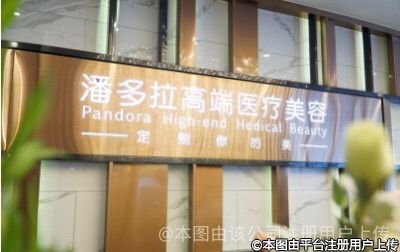 潘多拉高端医疗美容
Pandora High-end Hedical Beauty
定制你的美
@本图由该公司注册用户上传
©本图由平台注册用户上传